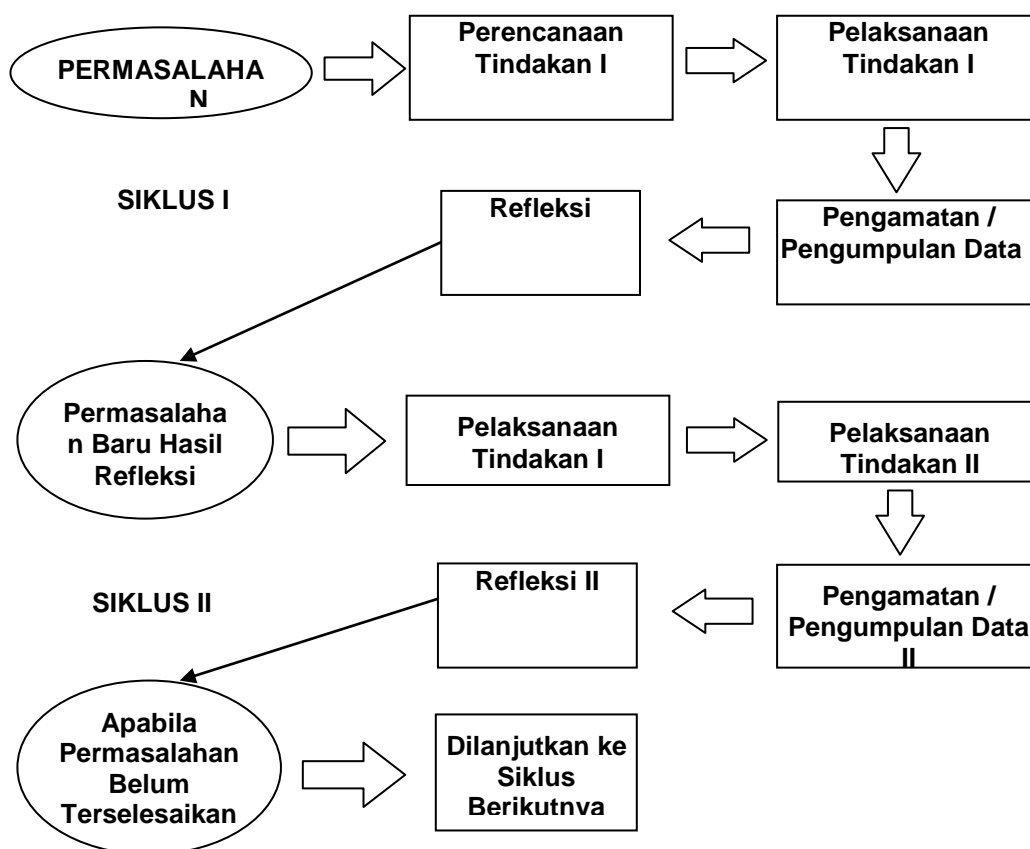 PERMASALAHA
N
Perencanaan
Tindakan I
Pelaksanaan
Tindakan I
SIKLUS I
Refleksi
Pengamatan /
Pengumpulan Data
Permasalaha
n Baru Hasil
Refleksi
Pelaksanaan
Tindakan I
Pelaksanaan
Tindakan II
SIKLUS II
Refleksi II
Pengamatan /
Pengumpulan Data
II
Apabila
Permasalahan
Belum
Terselesaikan
Dilanjutkan ke
Siklus
Berikutnya